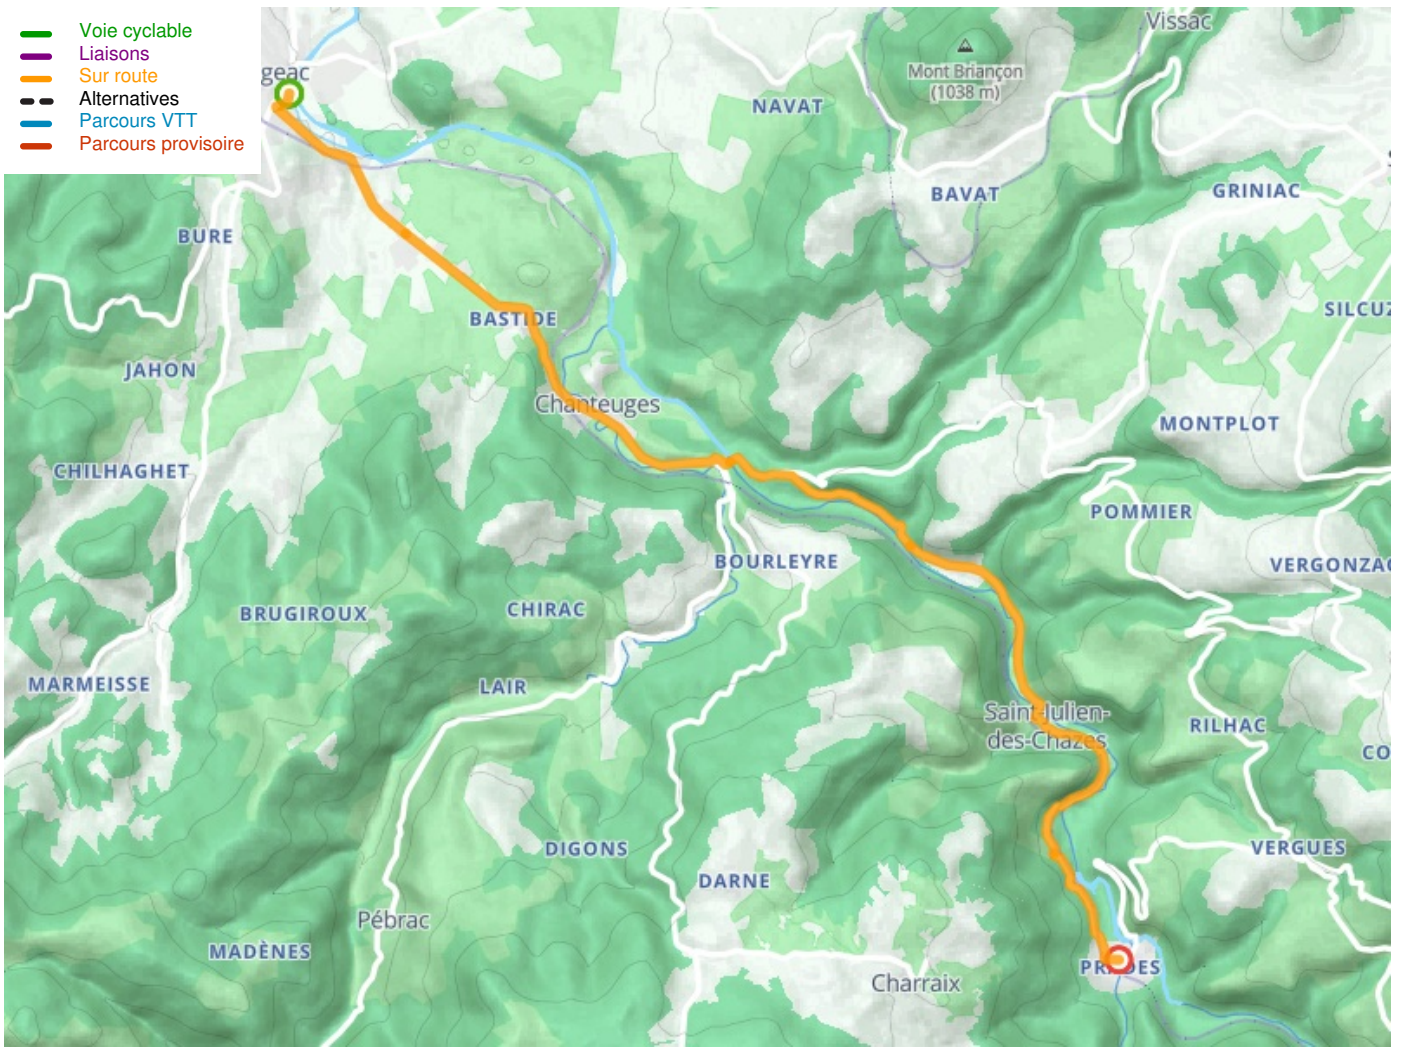 Voie cyclable
Liaisons
Sur route
Alternatives
Parcours VTT
Parcours provisoire
geac
Vissac
Mont Briançon
(1038 m)
NAVAT
BAVAT
GRINIAC
BURE
BASTIDE
SILCUZ
JAHON
Chanteuges
MONTPLOT
CHILHAGHET
POMMIER
BOURLEYRE
VERGONZAC
BRUGIROUX
CHIRAC
MARMEISSE
LAIR
Saint-Julien-
des-Chazes
RILHAC
CO
DIGONS
VERGUES
DARNE
Pébrac
MADÈNES
PRADES
Charraix